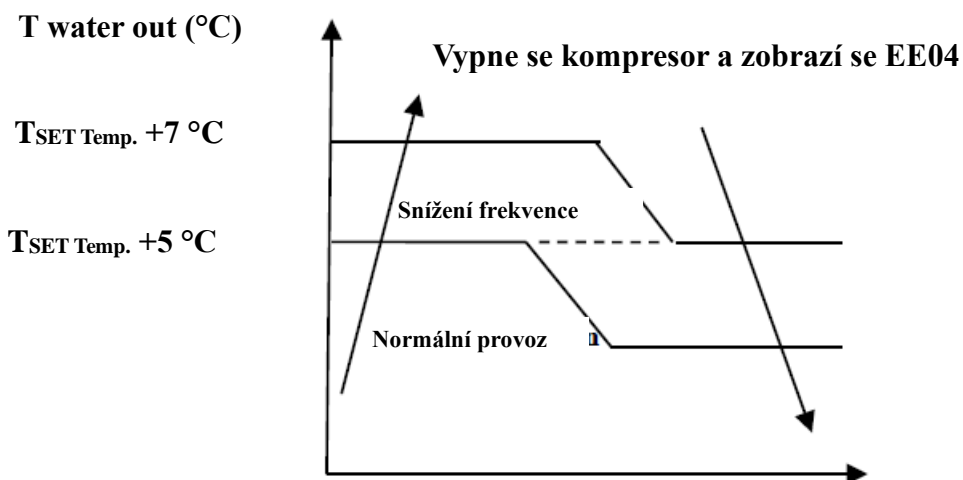 T water out (°C)
Vypne se kompresor a zobrazí se EE04
TSET Temp. +7 °C
Snížení frekvence
TSET Temp. +5 °C
Normální provoz